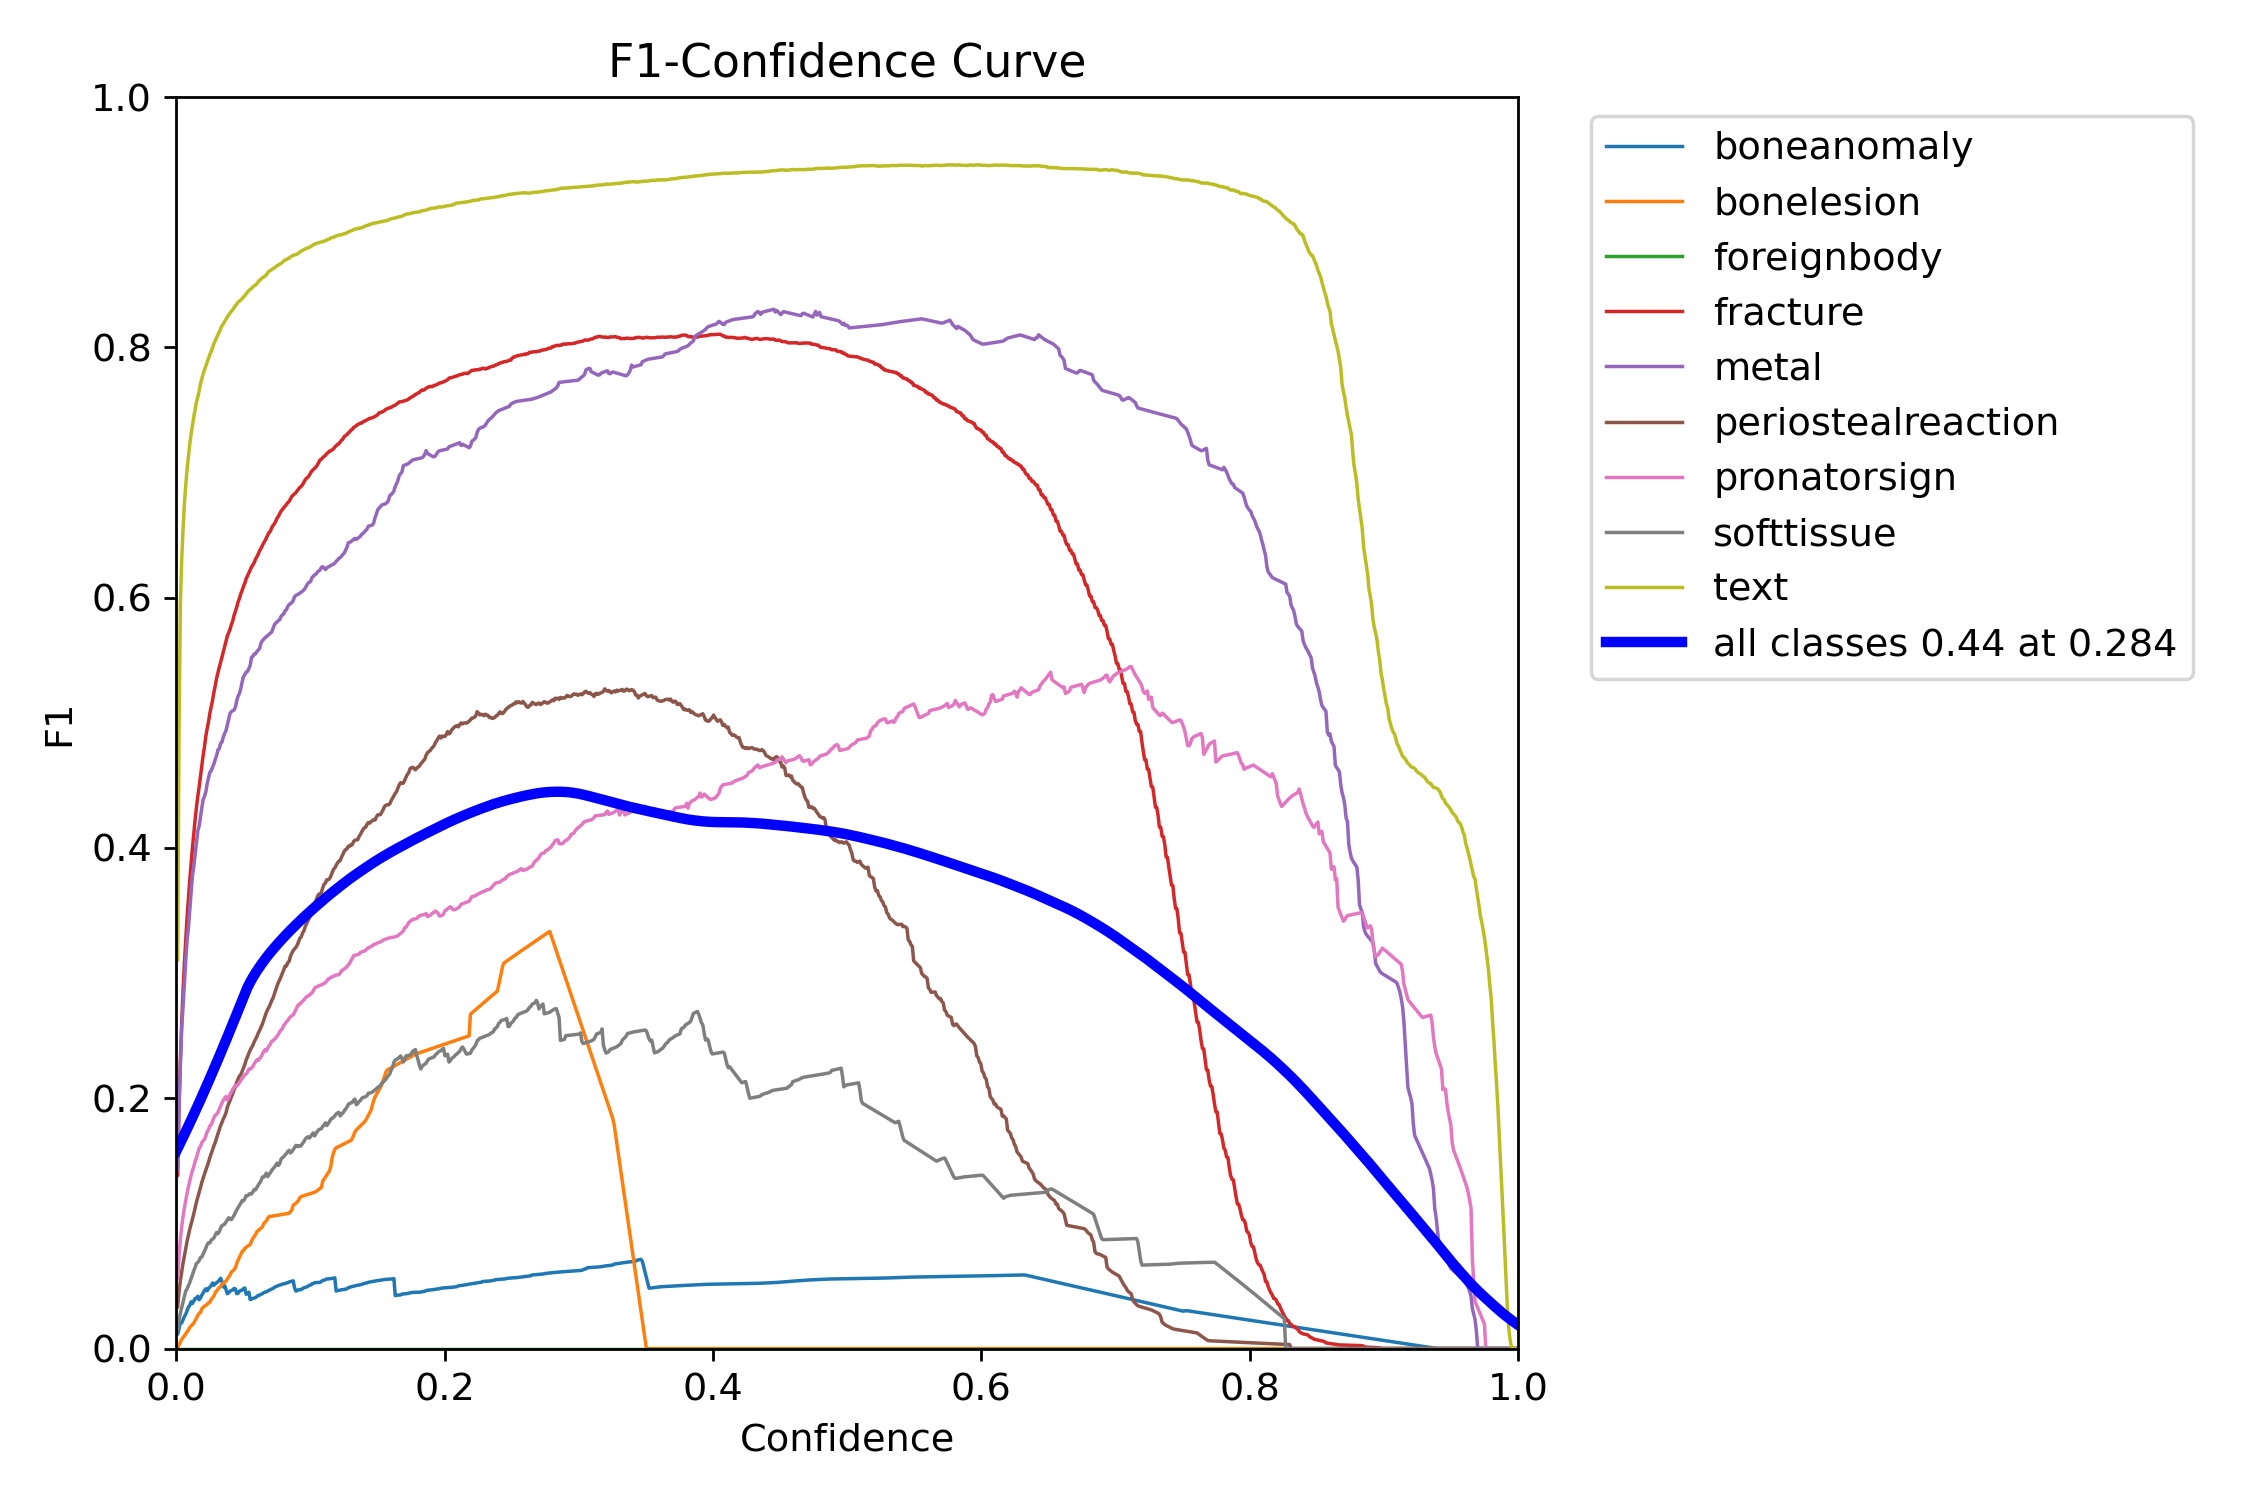 F1-Confidence Curve
1.0
0.8
0.6
0.4
0.2
0.0
F1
0.0 0.2 0.4 0.6 0.8 1.0
Confidence
boneanomaly
bonelesion
foreignbody
fracture
metal
periostealreaction
pronatorsign
softtissue
text
all classes 0.44 at 0.284